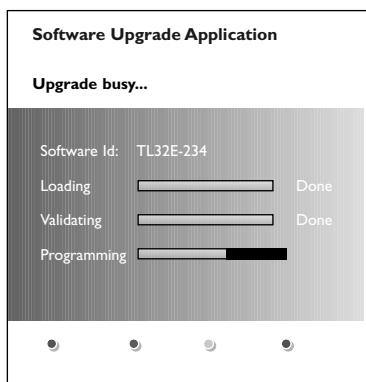 Software Upgrade Application
Upgrade busy...
Software Id: TL32E-234
Loading Done
Validating Done
Programming